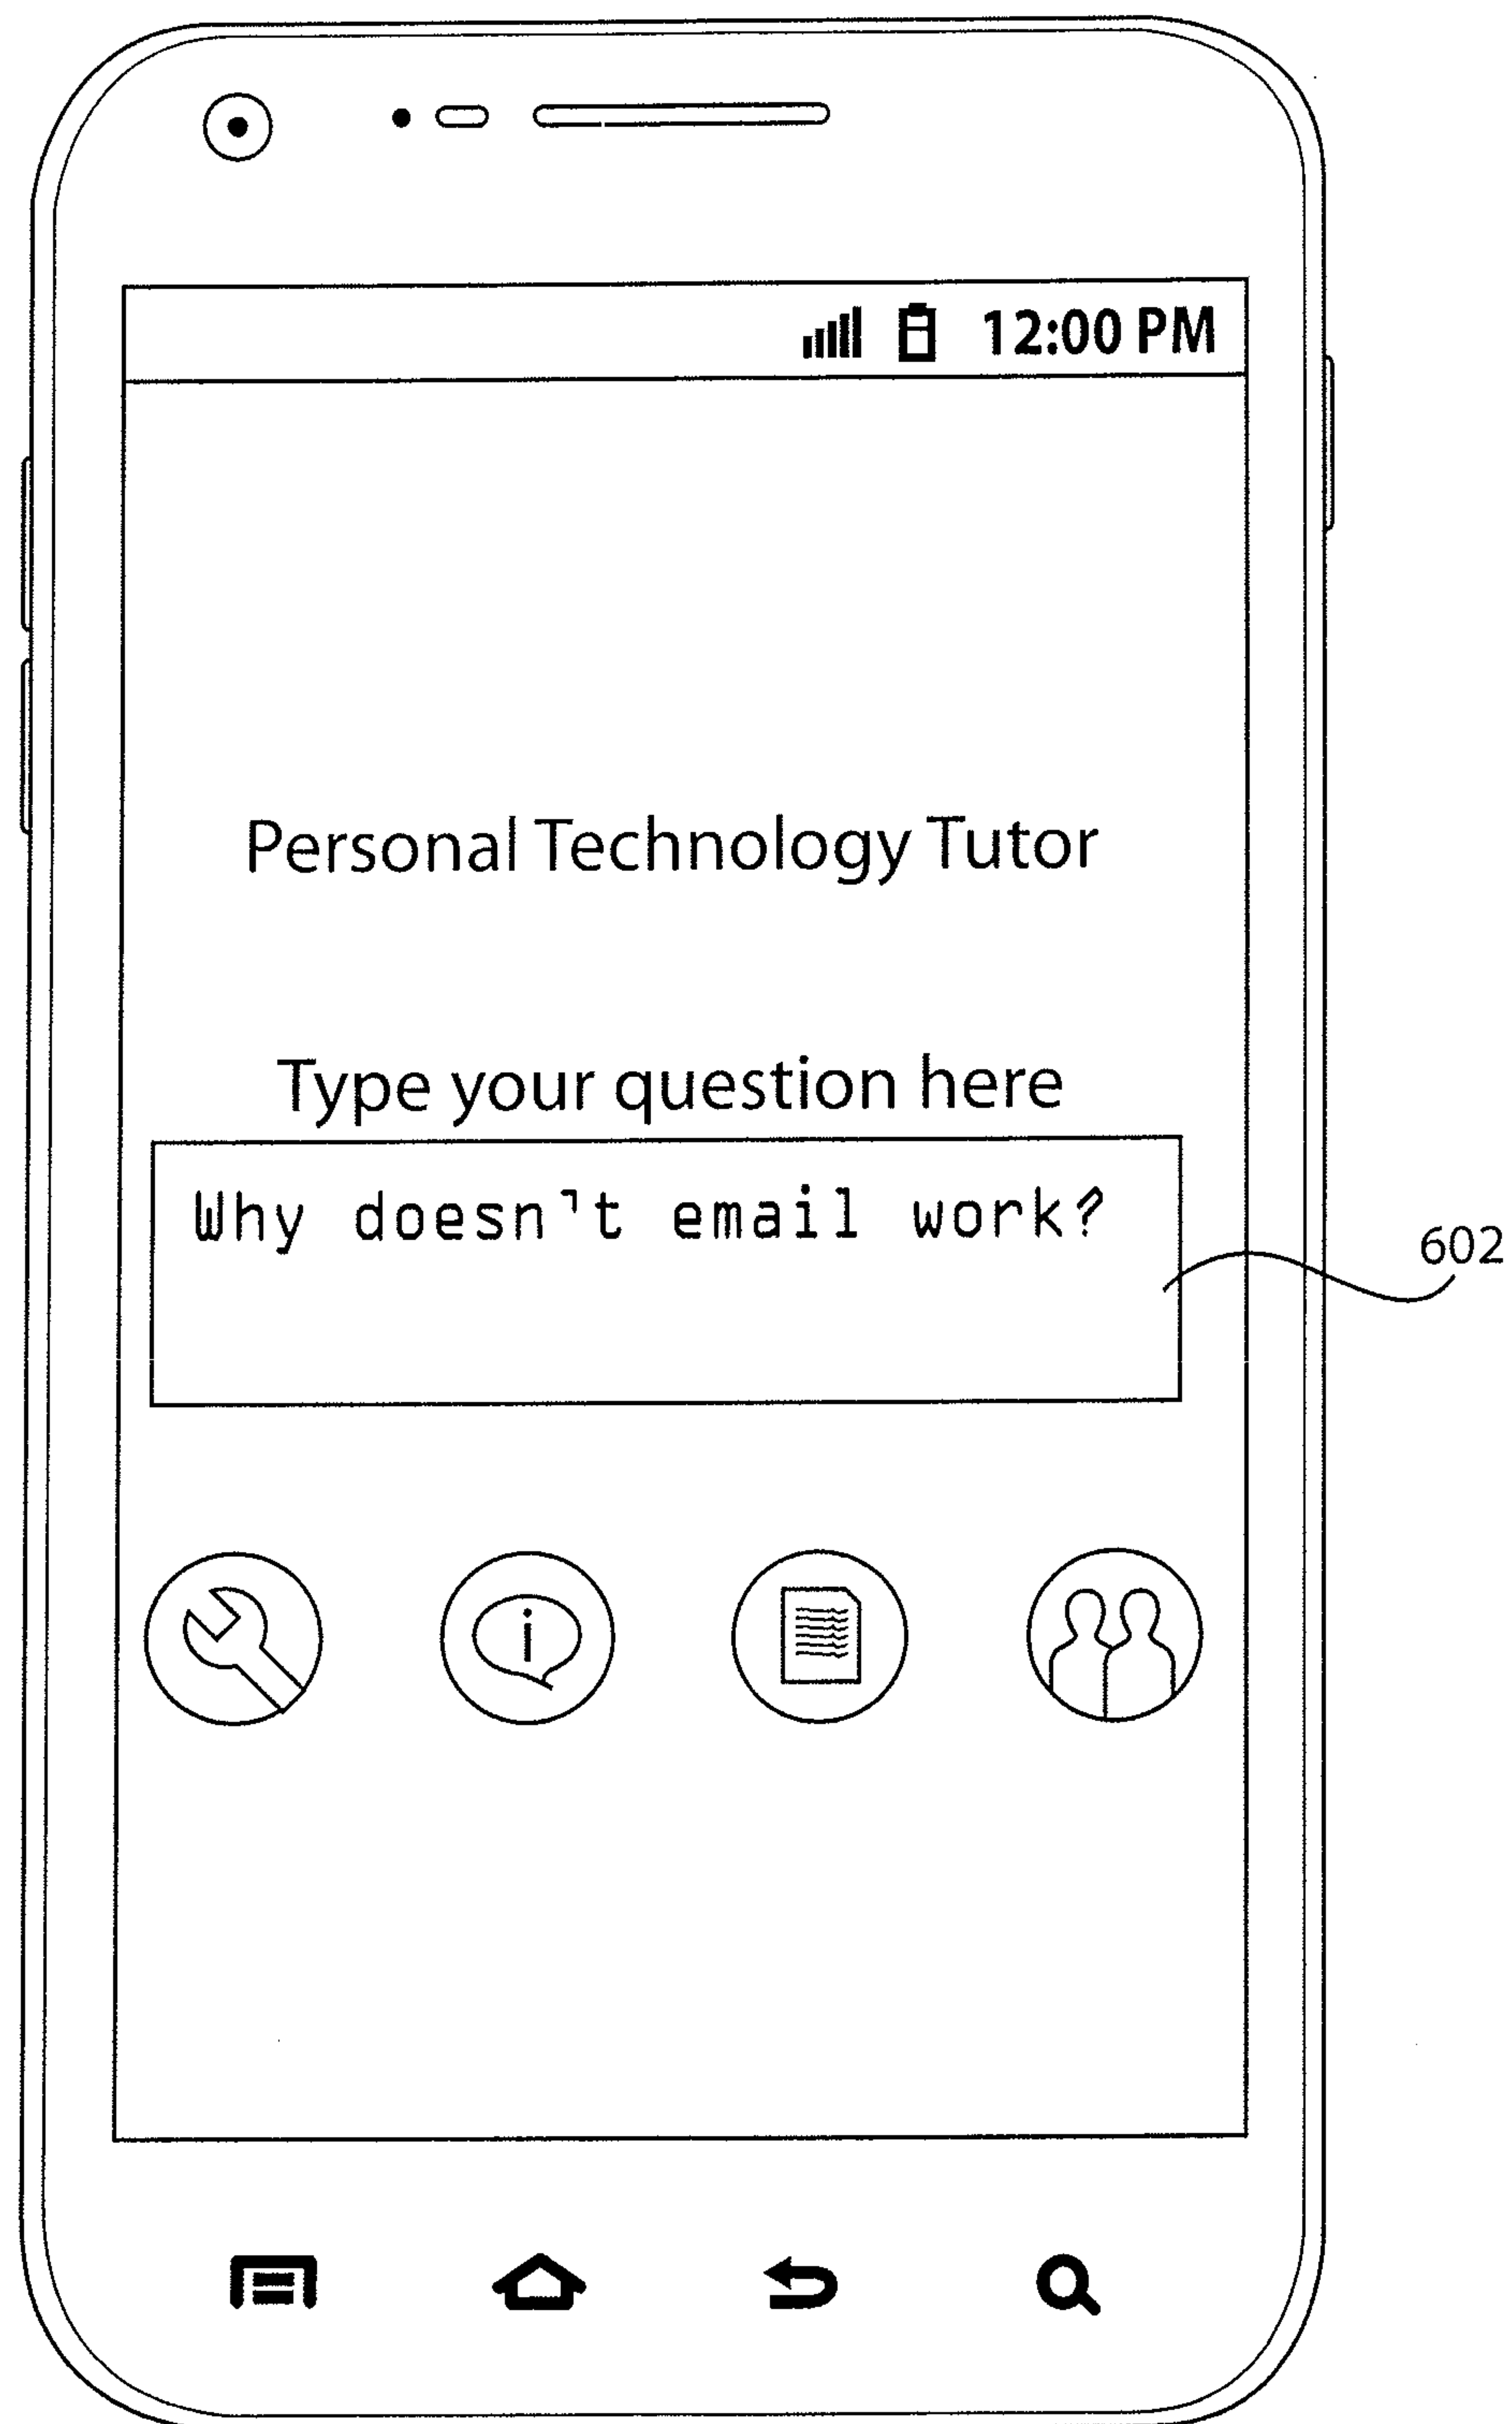 12:00 PM
Personal Technology Tutor
Type your question here
Why doesn't email work?
602
i